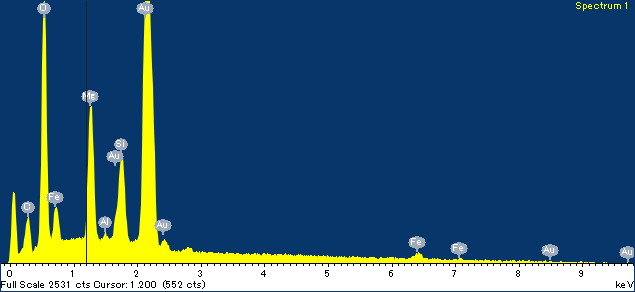 Spectrum 1
O Au
Mg
Si
Au
Fe
Au
Al
Fe Fe Au Au
0 1 2 3 4 5 6 7 8 9
Full Scale 2531 cts Cursor: 1.200 (552 cts) keV